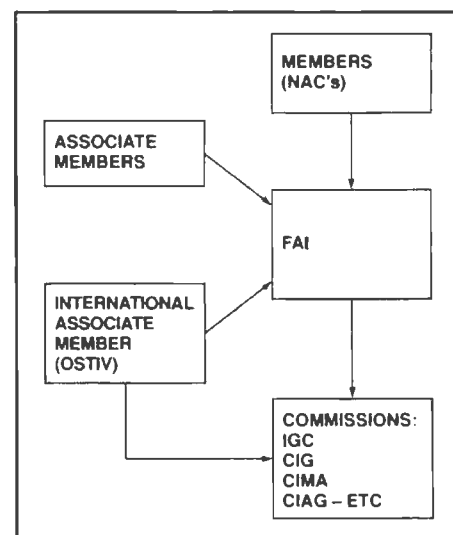 MEMBERS
(NAC's)
ASSOCIATE
MEMBERS
FAI
INTERNATIONAL
ASSOCIATE
MEMBER
(OSTIV)
COMMISSIONS:
IGC
CIG
CIMA
CIAG – ETC